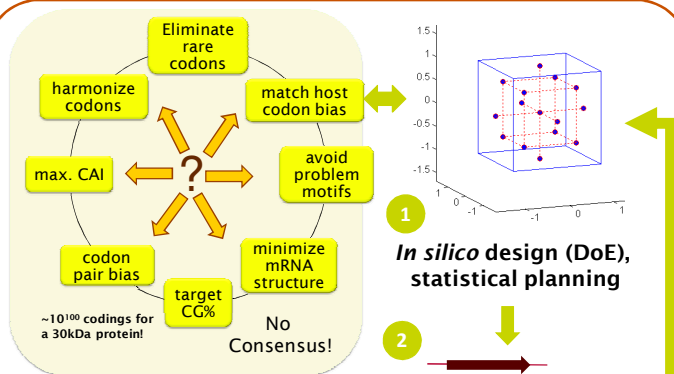 Eliminate
rare
codons
harmonize
codons
match host
codon bias
?
max. CAI
avoid
problem
motifs
codon
pair bias
minimize
mRNA
structure
target
CG%
~10¹⁰⁰ codings for
a 30kDa protein!
No
Consensus!
1.5
1
0.5
0
-0.5
-1
-1.5
1
0
-1
-1
0
1
1
In silico design (DoE),
statistical planning
2